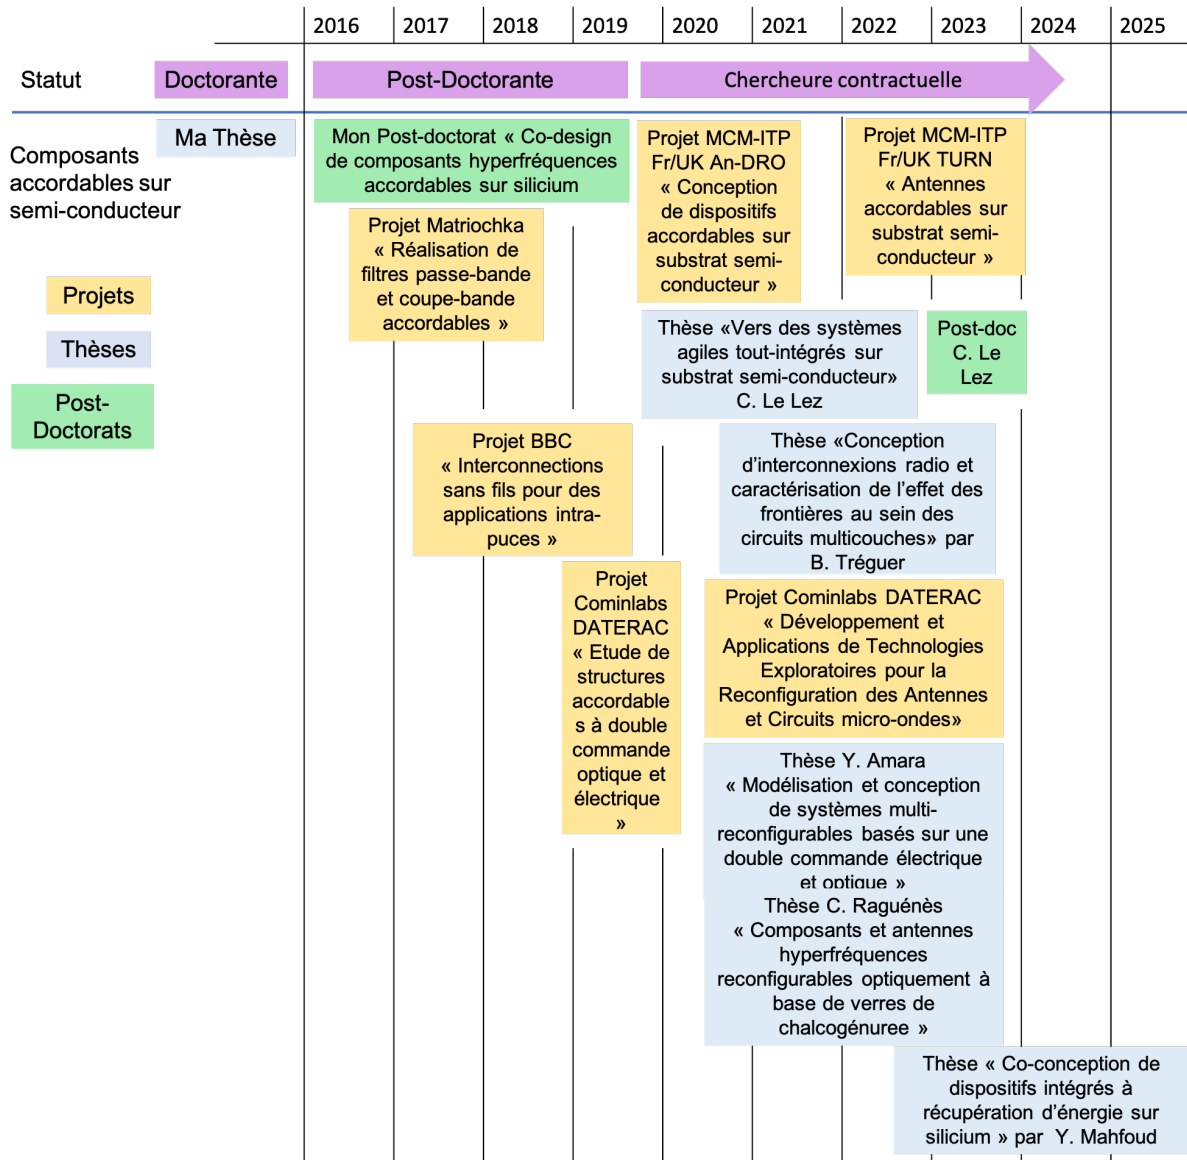 2016 2017 2018 2019 2020 2021 2022 2023 2024 2025
Statut
Doctorante
Post-Doctorante
Chercheure contractuelle
Composants
accordables sur
semi-conducteur
Projets
Thèses
Post-
Doctorats
Ma Thèse
Mon Post-doctorat « Co-design
de composants hyperfréquences
accordables sur silicium
Projet Matriochka
« Réalisation de
filtres passe-bande
et coupe-bande
accordables »
Projet MCM-ITP
Fr/UK An-DRO
« Conception
de dispositifs
accordables sur
substrat semi-
conducteur »
Projet MCM-ITP
Fr/UK TURN
« Antennes
accordables sur
substrat semi-
conducteur »
Thèse «Vers des systèmes
agiles tout-intégrés sur
substrat semi-conducteur»
C. Le Lez
Post-doc
C. Le
Lez
Projet BBC
« Interconnections
sans fils pour des
applications intra-
puces »
Thèse «Conception
d’interconnexions radio et
caractérisation de l’effet des
frontières au sein des
circuits multicouches» par
B. Tréguer
Projet
Cominlabs
DATERAC
« Etude de
structures
accordable
s à double
commande
optique et
électrique
»
Projet Cominlabs DATERAC
« Développement et
Applications de Technologies
Exploratoires pour la
Reconfiguration des Antennes
et Circuits micro-ondes»
Thèse Y. Amara
« Modélisation et conception
de systèmes multi-
reconfigurables basés sur une
double commande électrique
et optique »
Thèse C. Raguénès
« Composants et antennes
hyperfréquences
reconfigurables optiquement à
base de verres de
chalcogénuree »
Thèse « Co-conception de
dispositifs intégrés à
récupération d’énergie sur
silicium » par Y. Mahfoud